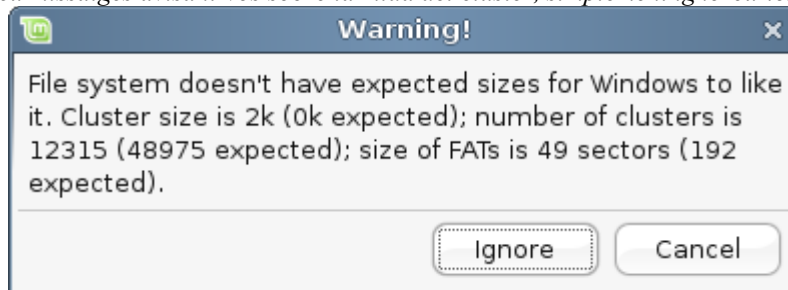 Warning!
File system doesn't have expected sizes for Windows to like
it. Cluster size is 2k (0k expected); number of clusters is
12315 (48975 expected); size of FATs is 49 sectors (192
expected).
Ignore Cancel